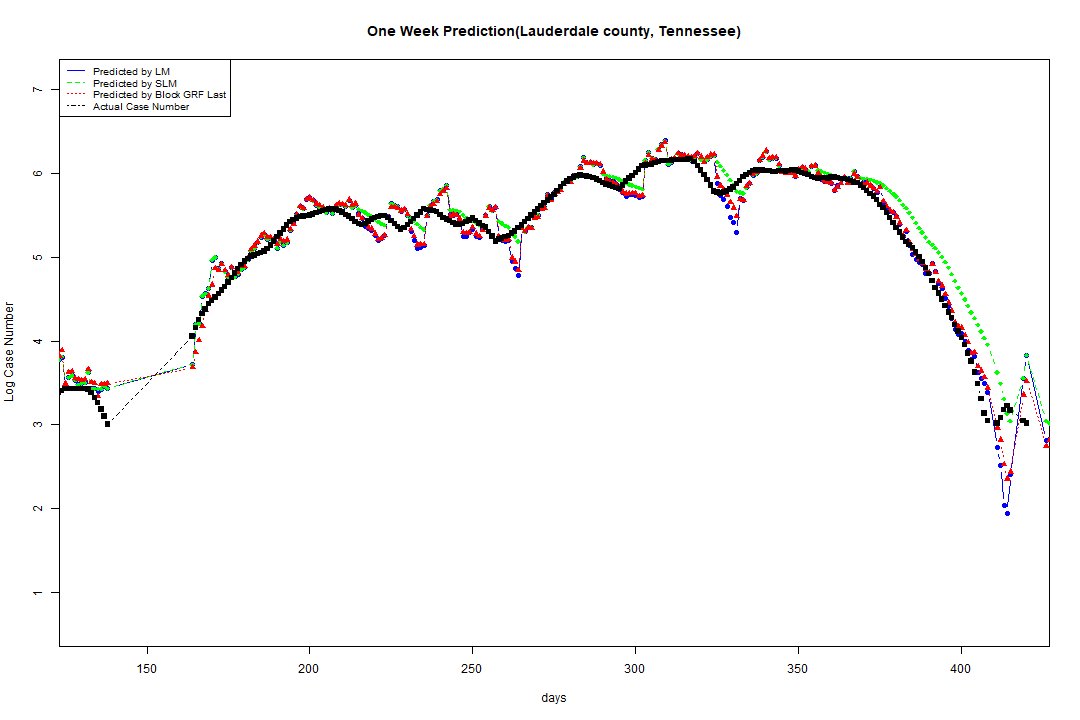 One Week Prediction(Lauderdale county, Tennessee)
Predicted by LM
Predicted by SLM
Predicted by Block GRF Last
Actual Case Number
7
6
5
4
3
2
1
Log Case Number
150
200
250
300
350
400
days